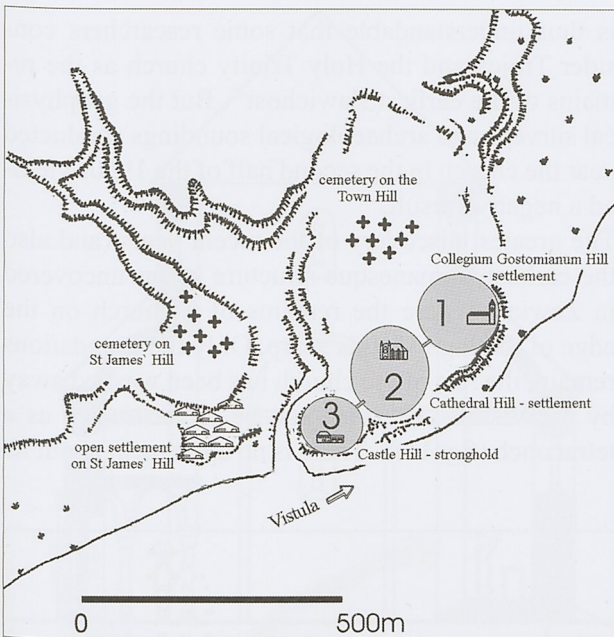 cemetery on the
Town Hill
Collegium Gostomianum Hill
- settlement
1
cemetery on
St James` Hill
2
Cathedral Hill - settlement
3
open settlement
on St James` Hill
Castle Hill - stronghold
Vistula
0
500m